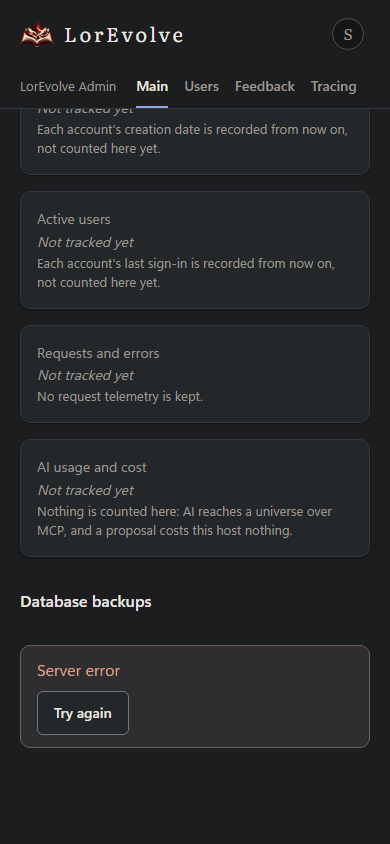 LorEvolve
S
LorEvolve Admin Main Users Feedback Tracing
Not tracked yet
Each account's creation date is recorded from now on,
not counted here yet.
Active users
Not tracked yet
Each account's last sign-in is recorded from now on,
not counted here yet.
Requests and errors
Not tracked yet
No request telemetry is kept.
AI usage and cost
Not tracked yet
Nothing is counted here: AI reaches a universe over
MCP, and a proposal costs this host nothing.
Database backups
Server error
Try again